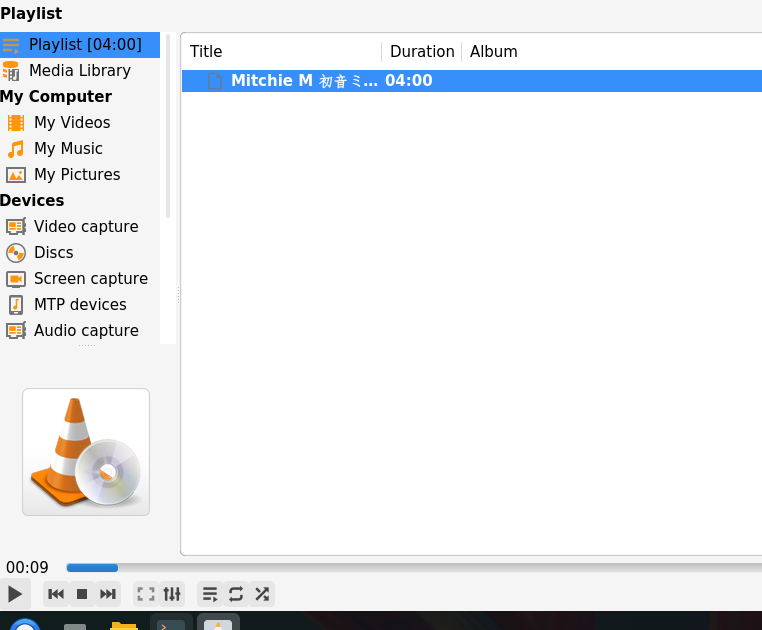 Playlist
Playlist [04:00]
Media Library
My Computer
My Videos
My Music
My Pictures
Devices
Video capture
Discs
Screen capture
MTP devices
Audio capture
Title Duration Album
Mitchie M 初音ミ... 04:00
00:09